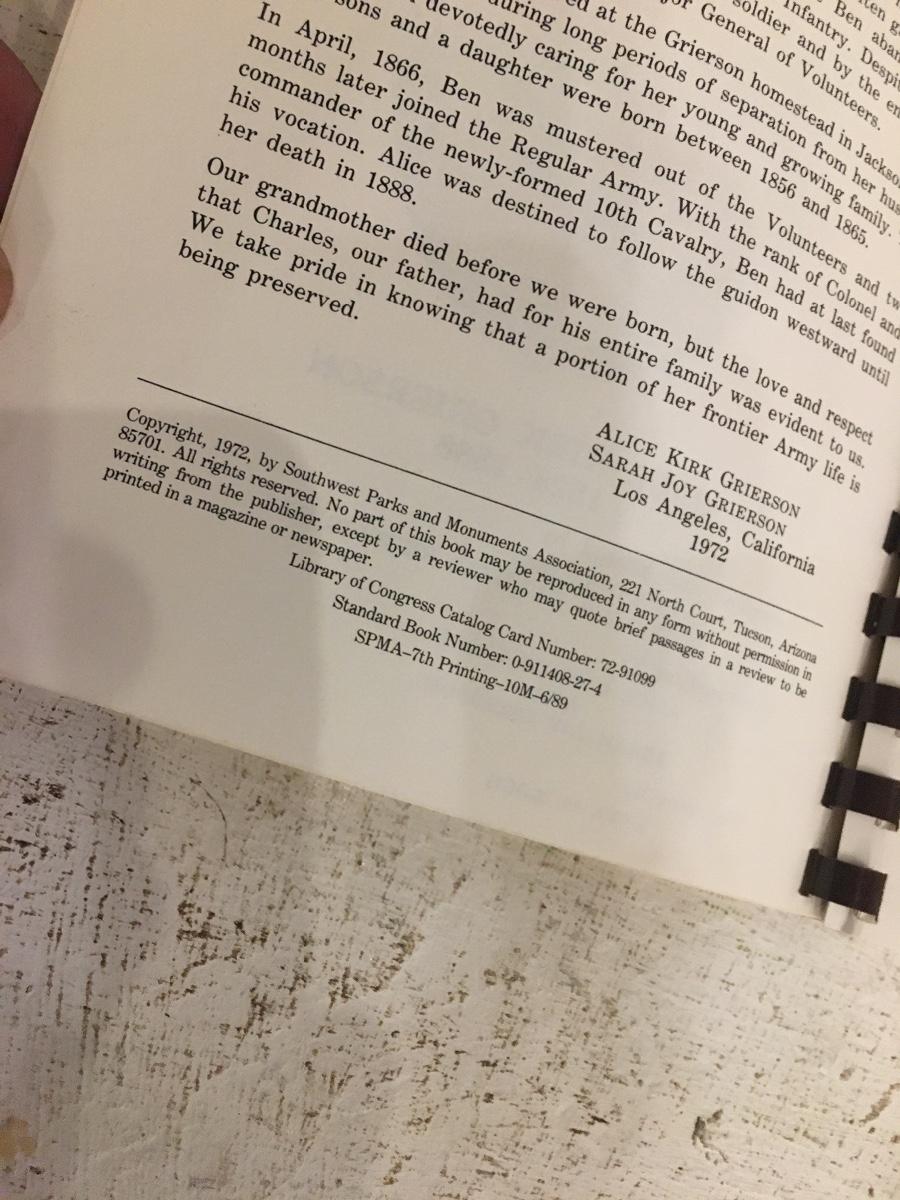 ten g
Ben aban
soldier and by the en
Infantry. Despit
jor General of Volunteers.
ed at the Grierson homestead in Jackso
during long periods of separation from her hus
devotedly caring for her young and growing family.
sons and a daughter were born between 1856 and 1865.
In April, 1866, Ben was mustered out of the Volunteers and tw
months later joined the Regular Army. With the rank of Colonel and
commander of the newly-formed 10th Cavalry, Ben had at last found
his vocation. Alice was destined to follow the guidon westward until
her death in 1888.
Our grandmother died before we were born, but the love and respect
that Charles, our father, had for his entire family was evident to us.
We take pride in knowing that a portion of her frontier Army life is
being preserved.
ALICE KIRK GRIERSON
SARAH JOY GRIERSON
Los Angeles, California
1972
Copyright, 1972, by Southwest Parks and Monuments Association, 221 North Court, Tucson, Arizona
85701. All rights reserved. No part of this book may be reproduced in any form without permission in
writing from the publisher, except by a reviewer who may quote brief passages in a review to be
printed in a magazine or newspaper.
Library of Congress Catalog Card Number: 72-91099
Standard Book Number: 0-911408-27-4
SPMA–7th Printing–10M–6/89